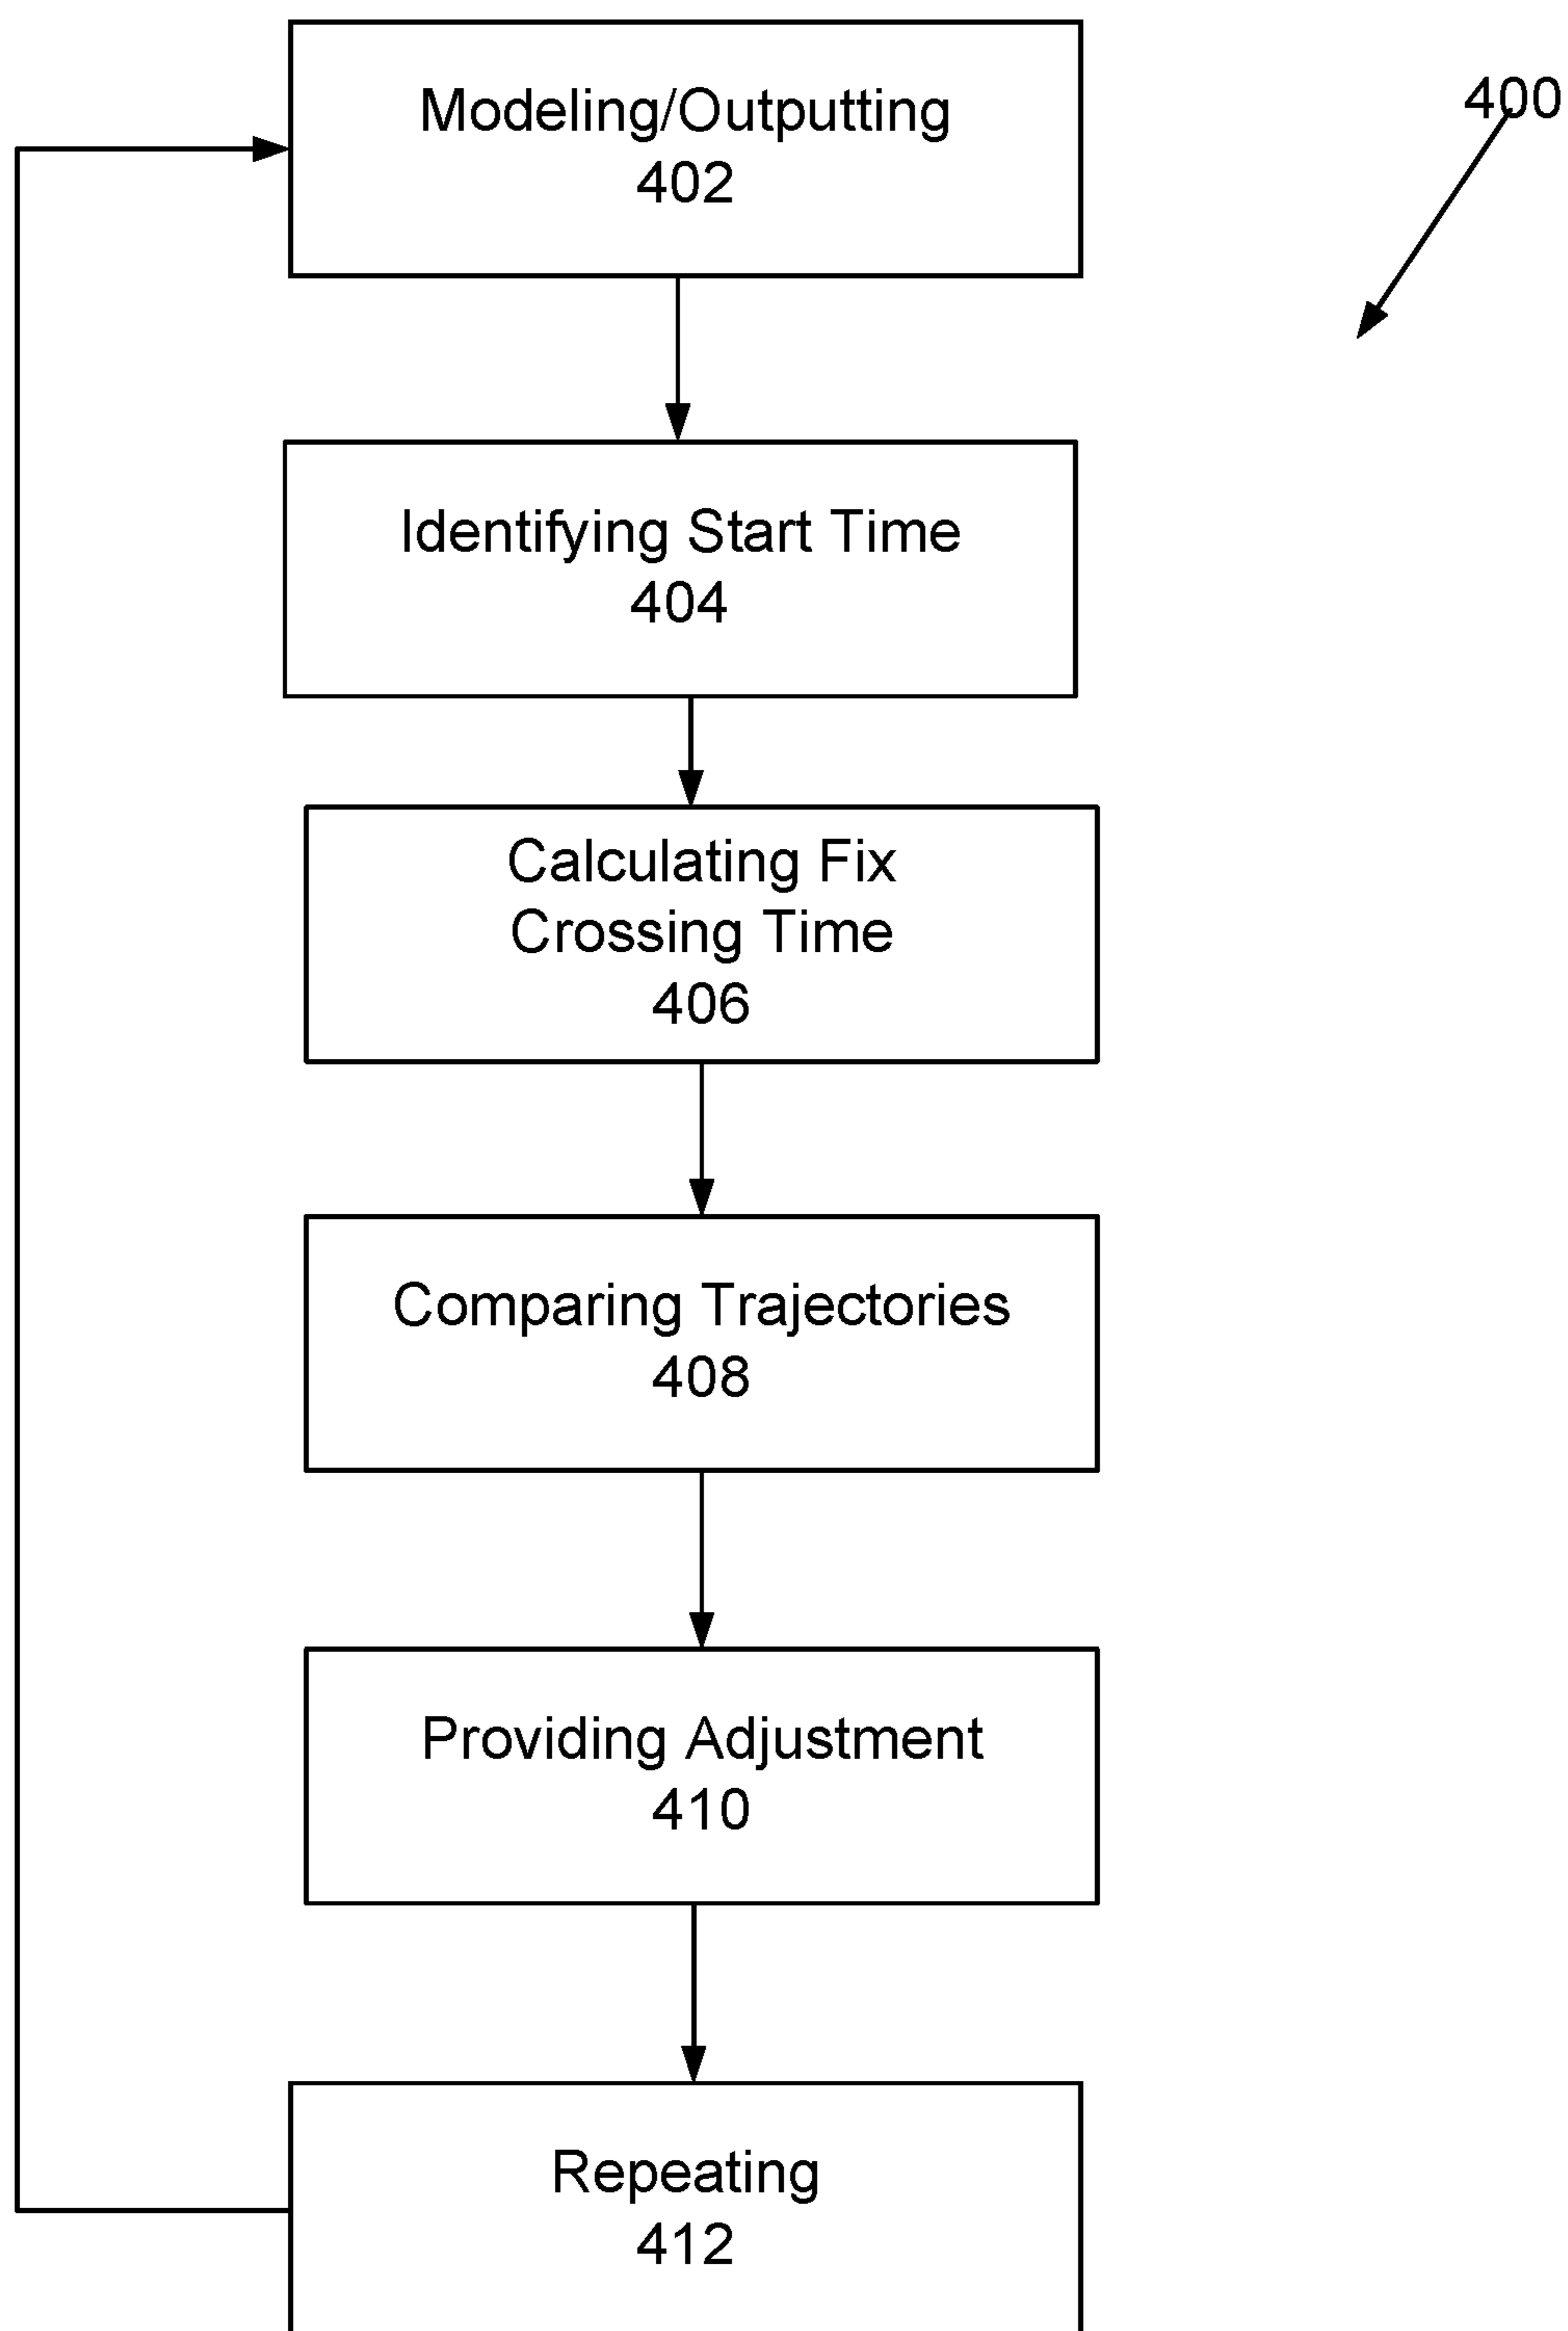 Modeling/Outputting
402
400
Identifying Start Time
404
Calculating Fix
Crossing Time
406
Comparing Trajectories
408
Providing Adjustment
410
Repeating
412